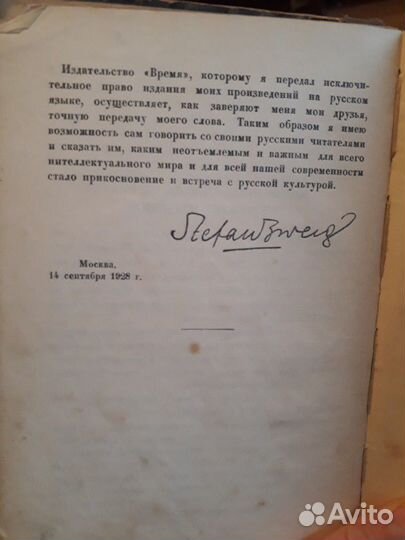 Издательство «Время», которому я передал исключи-
тельное право издания моих произведений на русском
языке, осуществляет, как заверяют меня мои друзья,
точную передачу моего слова. Таким образом я имею
возможность сам говорить со своими русскими читателями
и сказать им, каким неотъемлемым и важным для всего
интеллектуального мира и для всей нашей современности
стало прикосновение и встреча с русской культурой.
Stefan Zweig
Москва.
14 сентября 1928 г.
Avito